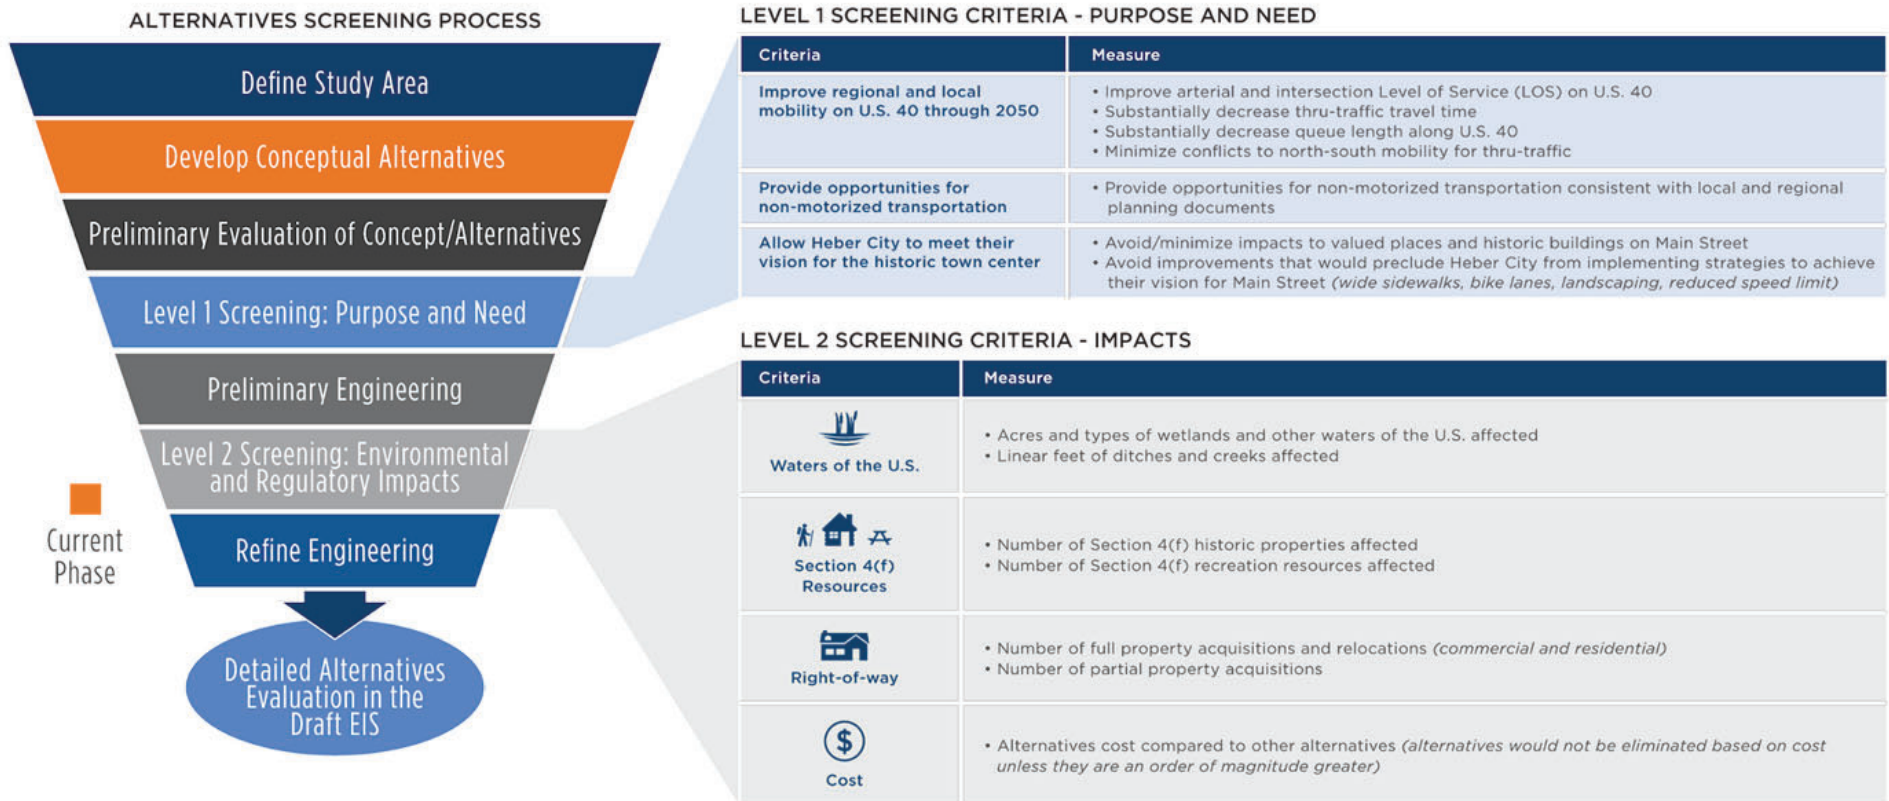 ALTERNATIVES SCREENING PROCESS
Define Study Area
Develop Conceptual Alternatives
Preliminary Evaluation of Concept/Alternatives
Level 1 Screening: Purpose and Need
Preliminary Engineering
Level 2 Screening: Environmental
and Regulatory Impacts
Refine Engineering
Detailed Alternatives
Evaluation in the
Draft EIS
Current
Phase
LEVEL 1 SCREENING CRITERIA - PURPOSE AND NEED
Criteria
Measure
Improve regional and local
mobility on U.S. 40 through 2050
• Improve arterial and intersection Level of Service (LOS) on U.S. 40
• Substantially decrease thru-traffic travel time
• Substantially decrease queue length along U.S. 40
• Minimize conflicts to north-south mobility for thru-traffic
Provide opportunities for
non-motorized transportation
• Provide opportunities for non-motorized transportation consistent with local and regional
planning documents
Allow Heber City to meet their
vision for the historic town center
• Avoid/minimize impacts to valued places and historic buildings on Main Street
• Avoid improvements that would preclude Heber City from implementing strategies to achieve
their vision for Main Street (wide sidewalks, bike lanes, landscaping, reduced speed limit)
LEVEL 2 SCREENING CRITERIA - IMPACTS
Criteria
Measure
Waters of the U.S.
• Acres and types of wetlands and other waters of the U.S. affected
• Linear feet of ditches and creeks affected
Section 4(f)
Resources
• Number of Section 4(f) historic properties affected
• Number of Section 4(f) recreation resources affected
Right-of-way
• Number of full property acquisitions and relocations (commercial and residential)
• Number of partial property acquisitions
$
Cost
• Alternatives cost compared to other alternatives (alternatives would not be eliminated based on cost
unless they are an order of magnitude greater)